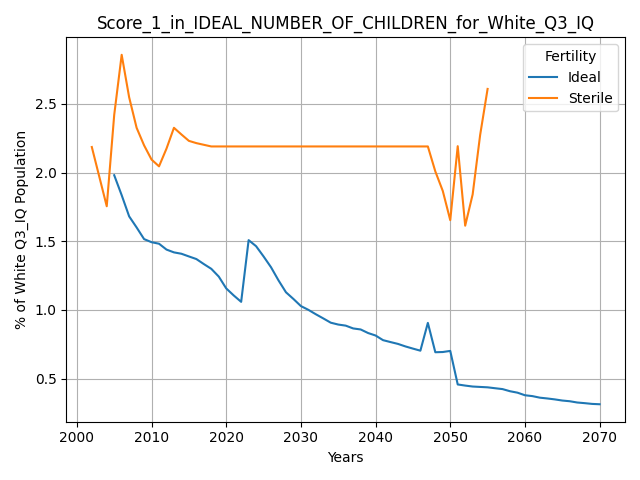 Score_1_in_IDEAL_NUMBER_OF_CHILDREN_for_White_Q3_IQ
Fertility
Ideal
Sterile
% of White Q3_IQ Population
2.5
2.0
1.5
1.0
0.5
2000 2010 2020 2030 2040 2050 2060 2070
Years